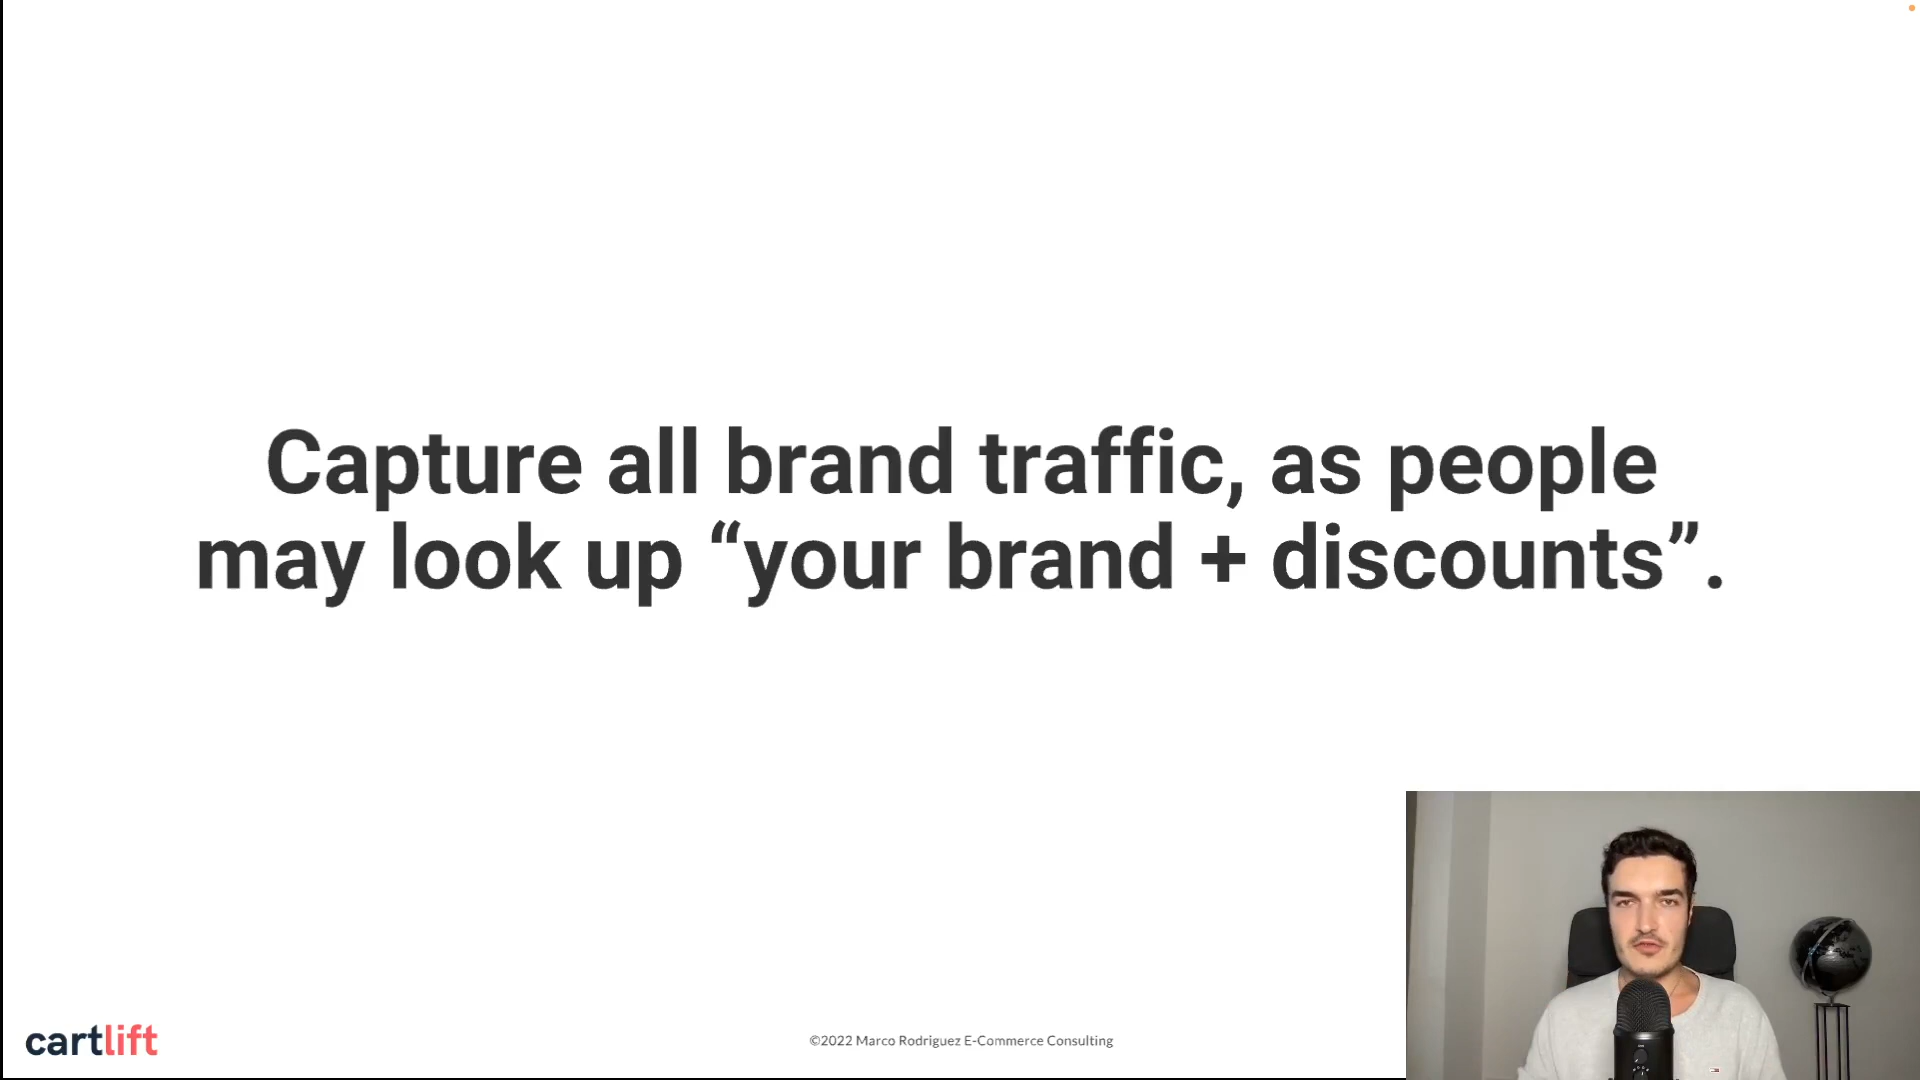 Capture all brand traffic, as people
may look up “your brand + discounts”.
cartlift
©2022 Marco Rodriguez E-Commerce Consulting